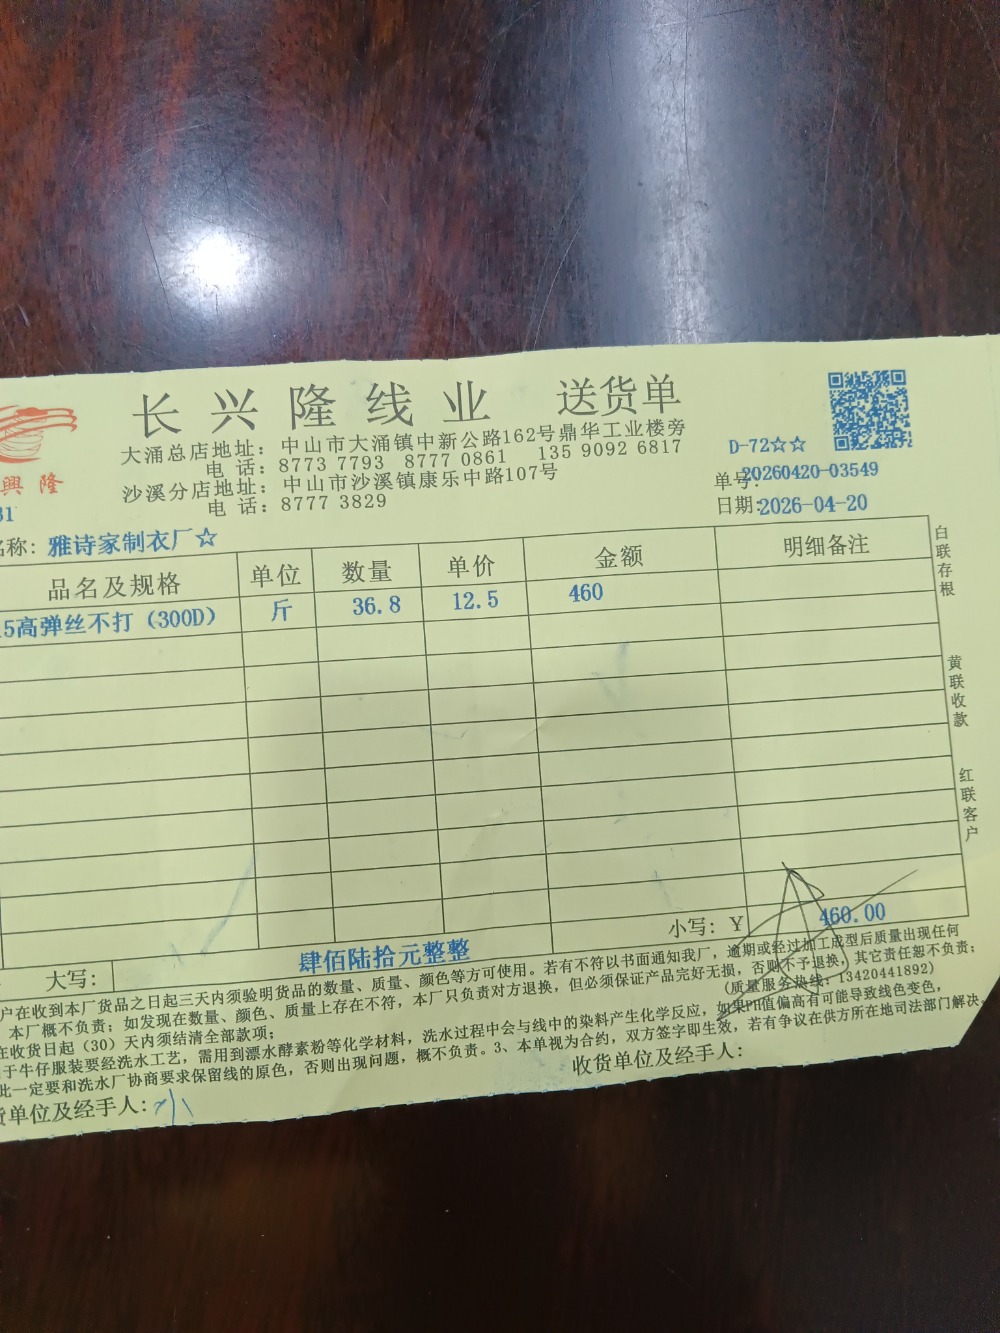 长兴隆线业 送货单
大涌总店地址：中山市大涌镇中新公路162号鼎华工业楼旁
电 话：8773 7793 8777 0861 135 9092 6817
沙溪分店地址：中山市沙溪镇康乐中路107号
电 话：8777 3829
興隆
D-72☆☆
单号:20260420-03549
日期:2026-04-20
31
名称：雅诗家制衣厂☆
品名及规格 单位 数量 单价 金额 明细备注
5高弹丝不打（300D） 斤 36.8 12.5 460
白联存根
黄联收款
红联客户
小写：Y 460.00
大写： 肆佰陆拾元整整
户在收到本厂货品之日起三天内须验明货品的数量、质量、颜色等方可使用。若有不符以书面通知我厂，逾期或经过加工成型后质量出现任何
本厂概不负责；如发现在数量、颜色、质量上存在不符，本厂只负责对方退换，但必须保证产品完好无损，否则不予退换，其它责任恕不负责；
在收货日起（30）天内须结清全部款项； (质量服务热线：13420441892)
于牛仔服装要经洗水工艺，需用到漂水酵素粉等化学材料，洗水过程中会与线中的染料产生化学反应，如果PH值偏高有可能导致线色变色，
此一定要和洗水厂协商要求保留线的原色，否则出现问题，概不负责。3、本单视为合约，双方签字即生效，若有争议在供方所在地司法部门解决。
货单位及经手人： 收货单位及经手人：